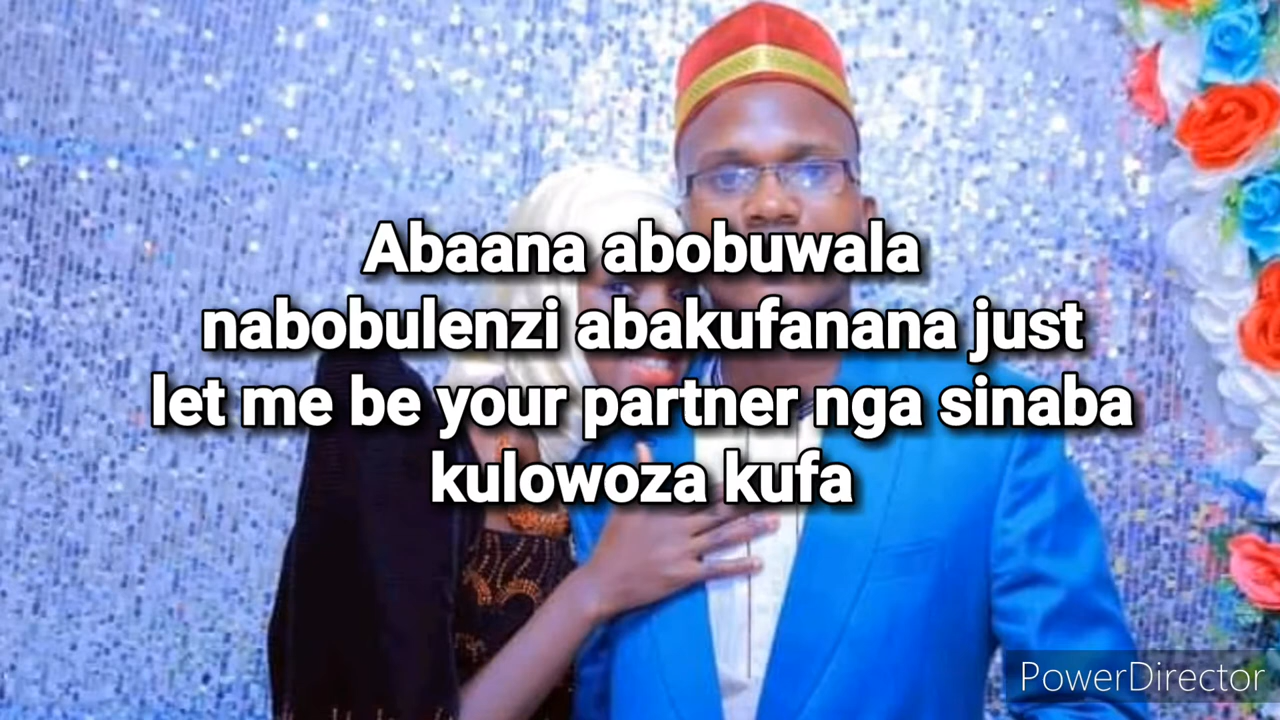 Abaana abobuwala
nabobulenzi abakufanana just
let me be your partner nga sinaba
kulowoza kufa
PowerDirector